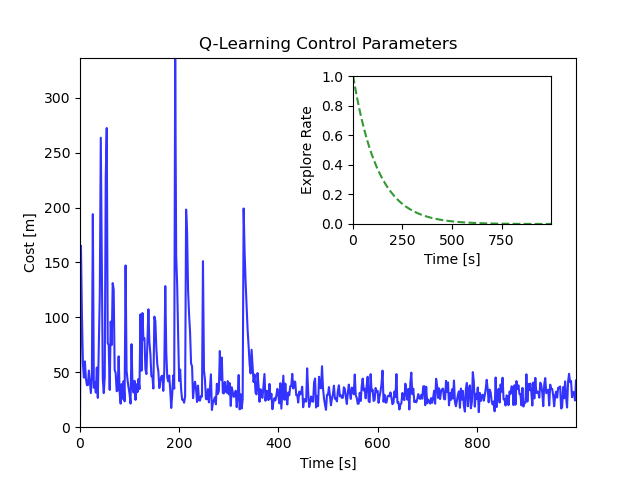 Q-Learning Control Parameters
Cost [m]
300
250
200
150
100
50
0
0 200 400 600 800
Time [s]
Explore Rate
1.0
0.8
0.6
0.4
0.2
0.0
0 250 500 750
Time [s]